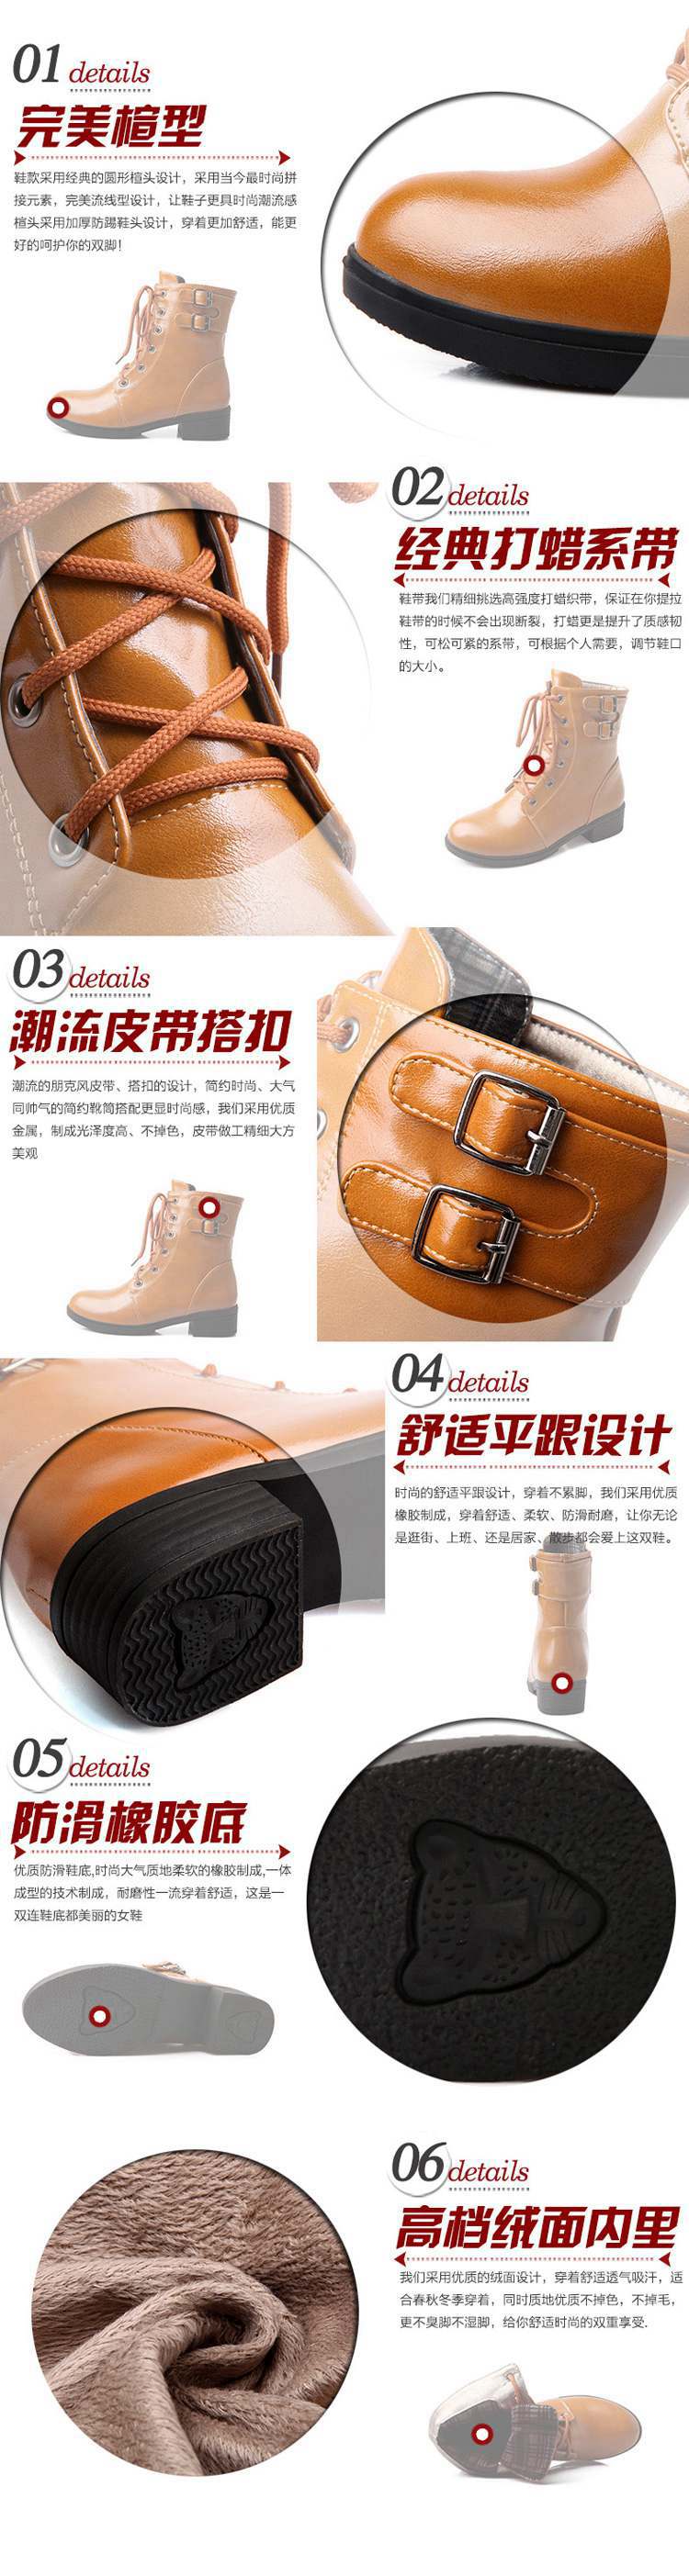 01 details
完美楦型
鞋款采用经典的圆形楦头设计，采用当今最时尚拼
接元素，完美流线型设计，让鞋子更具时尚潮流感
楦头采用加厚防踢鞋头设计，穿着更加舒适，能更
好的呵护你的双脚！
02 details
经典打蜡系带
鞋带我们精细挑选高强度打蜡织带，保证在你提拉
鞋带的时候不会出现断裂，打蜡更是提升了质感韧
性，可松可紧的系带，可根据个人需要，调节鞋口
的大小。
03 details
潮流皮带搭扣
潮流的朋克风皮带、搭扣的设计，简约时尚、大气
同帅气的简约靴筒搭配更显时尚感，我们采用优质
金属，制成光泽度高、不掉色，皮带做工精细大方
美观
04 details
舒适平跟设计
时尚的舒适平跟设计，穿着不累脚，我们采用优质
橡胶制成，穿着舒适、柔软、防滑耐磨，让你无论
是逛街、上班、还是居家、散步都会爱上这双鞋。
05 details
防滑橡胶底
优质防滑鞋底,时尚大气质地柔软的橡胶制成,一体
成型的技术制成，耐磨性一流穿着舒适，这是一
双连鞋底都美丽的女鞋
06 details
高档绒面内里
我们采用优质的绒面设计，穿着舒适透气吸汗，适
合春秋冬季穿着，同时质地优质不掉色，不掉毛，
更不臭脚不湿脚，给你舒适时尚的双重享受.